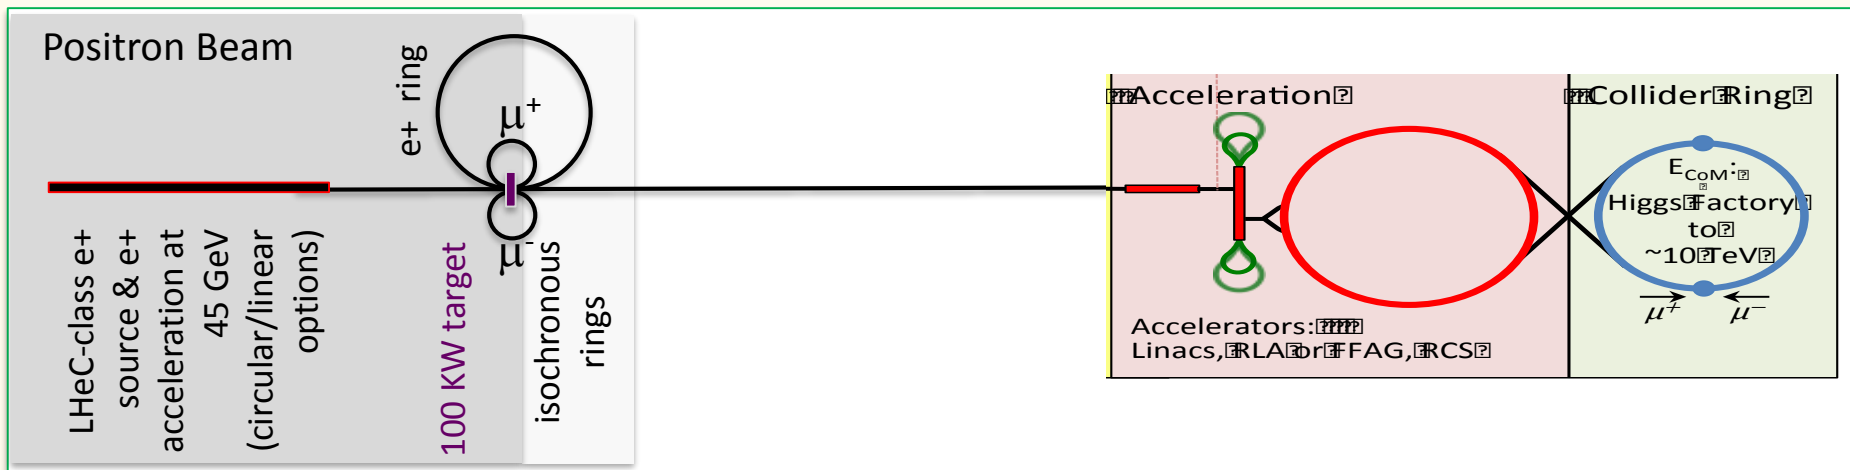 Positron Beam
e+ ring
μ+
μ-
LHeC-class e+
source & e+
acceleration at
45 GeV
(circular/linear
options)
100 KW target
isochronous
rings
Acceleration
Collider Ring
ECoM:
Higgs Factory
to
~10 TeV
μ+ μ−
Accelerators:
Linacs, RLA or FFAG, RCS